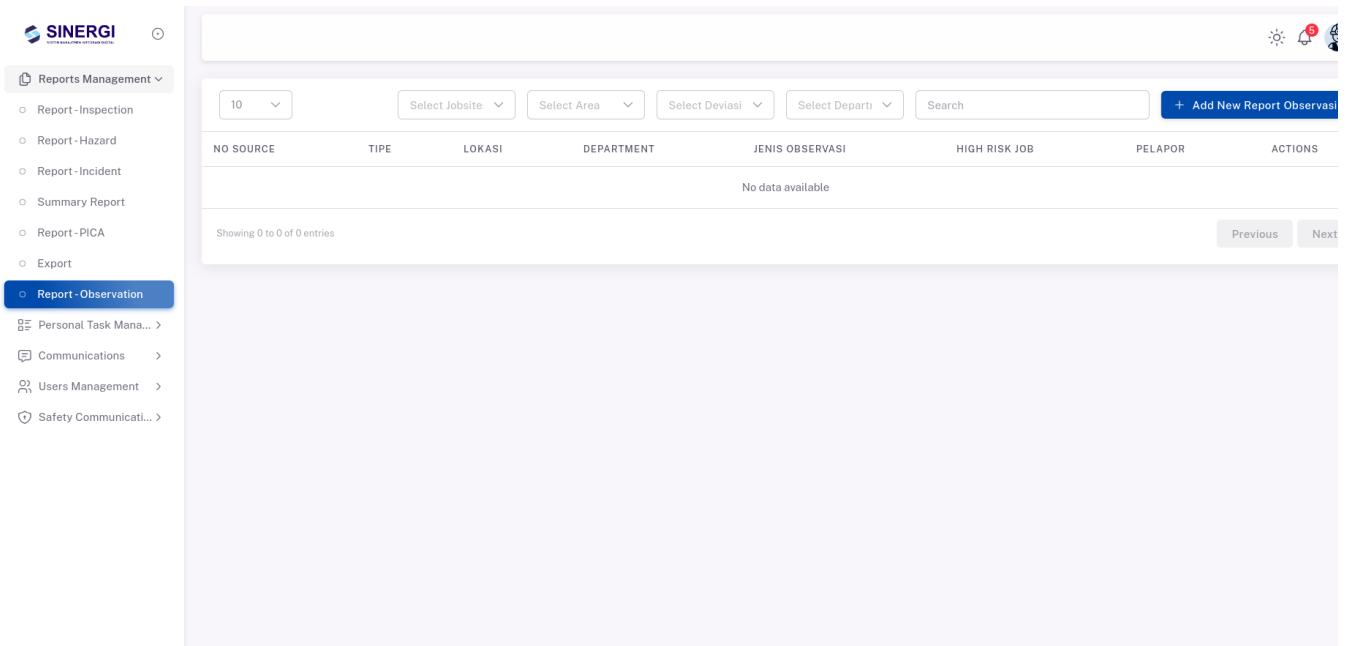 SINERGI
5
Reports Management
Report - Inspection
Report - Hazard
Report - Incident
Summary Report
Report - PICA
Export
Report - Observation
Personal Task Mana...
Communications
Users Management
Safety Communicati...
10
Select Jobsite
Select Area
Select Deviasi
Select Departı
Search
+ Add New Report Observasi
NO SOURCE TIPE LOKASI DEPARTMENT JENIS OBSERVASI HIGH RISK JOB PELAPOR ACTIONS
No data available
Showing 0 to 0 of 0 entries
Previous
Next